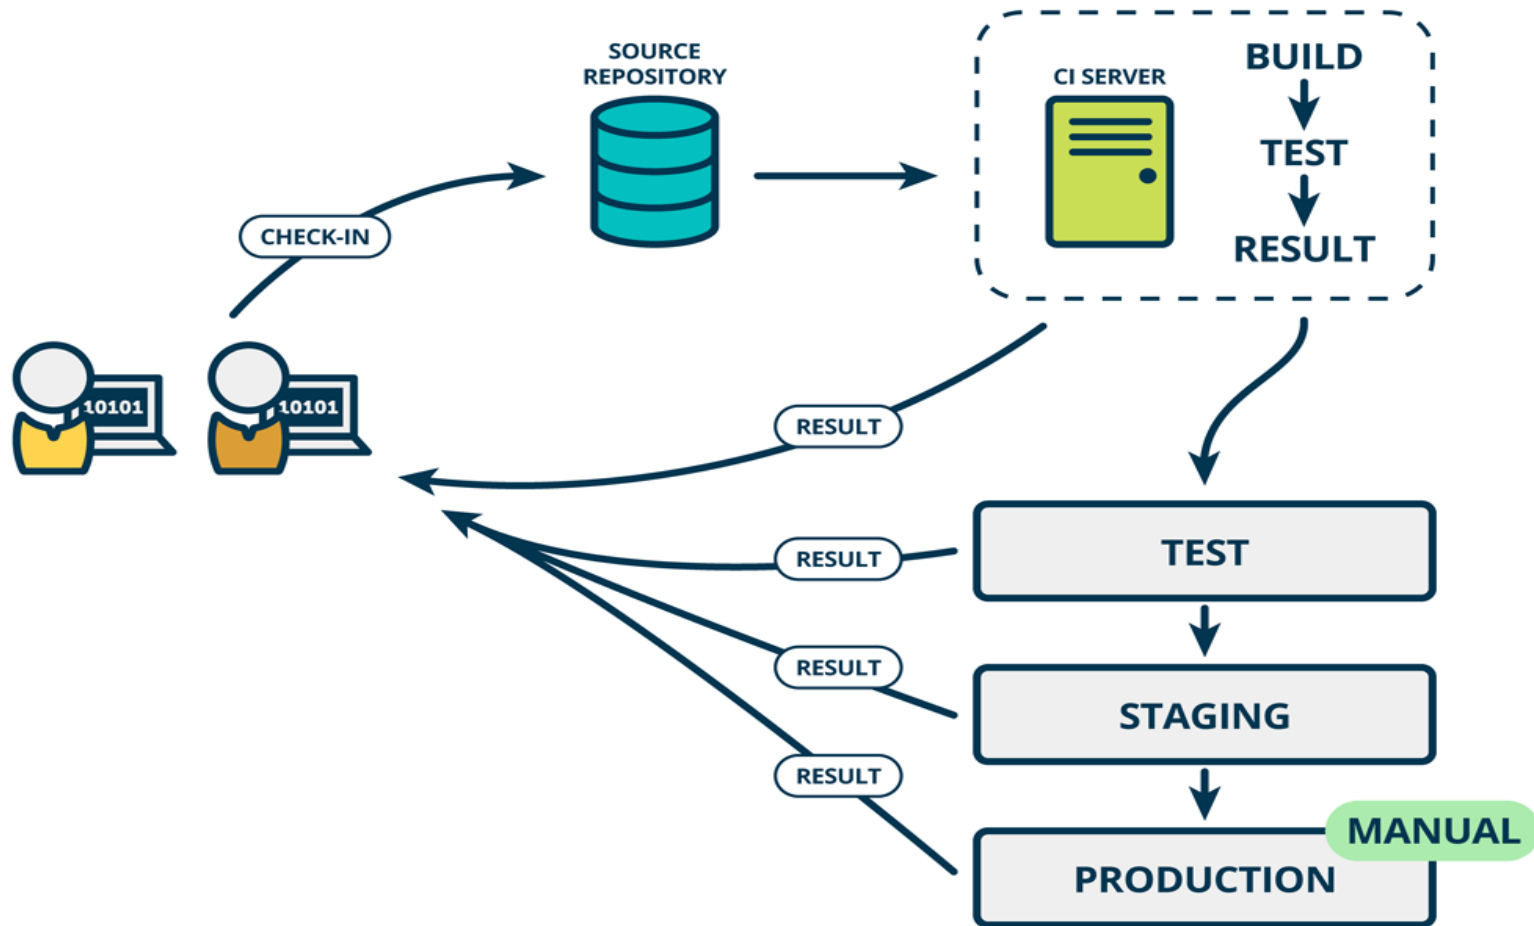 SOURCE
REPOSITORY
CI SERVER
BUILD
TEST
RESULT
CHECK-IN
10101
10101
RESULT
TEST
RESULT
RESULT
STAGING
RESULT
MANUAL
PRODUCTION